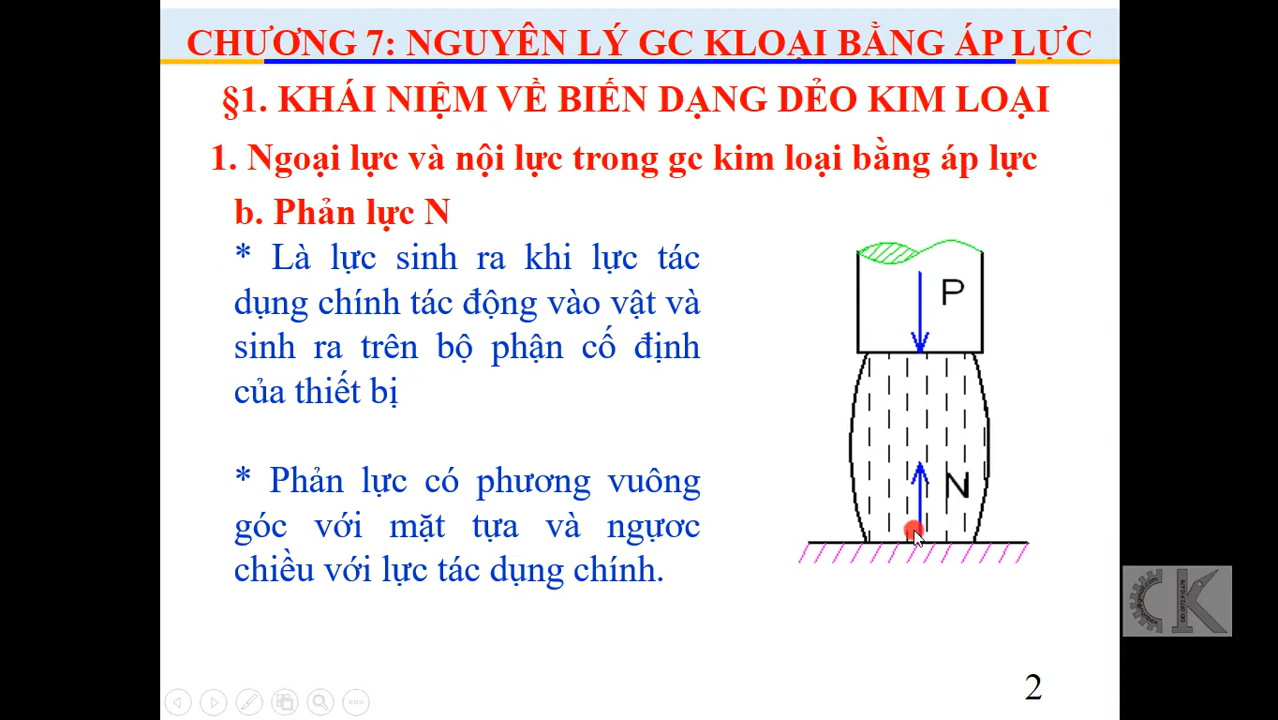 CHƯƠNG 7: NGUYÊN LÝ GC KLOẠI BẰNG ÁP LỰC
§1. KHÁI NIỆM VỀ BIẾN DẠNG DẺO KIM LOẠI
1. Ngoại lực và nội lực trong gc kim loại bằng áp lực
b. Phản lực N
* Là lực sinh ra khi lực tác
dụng chính tác động vào vật và
sinh ra trên bộ phận cố định
của thiết bị
* Phản lực có phương vuông
góc với mặt tựa và ngựơc
chiều với lực tác dụng chính.
P
N
CK
2